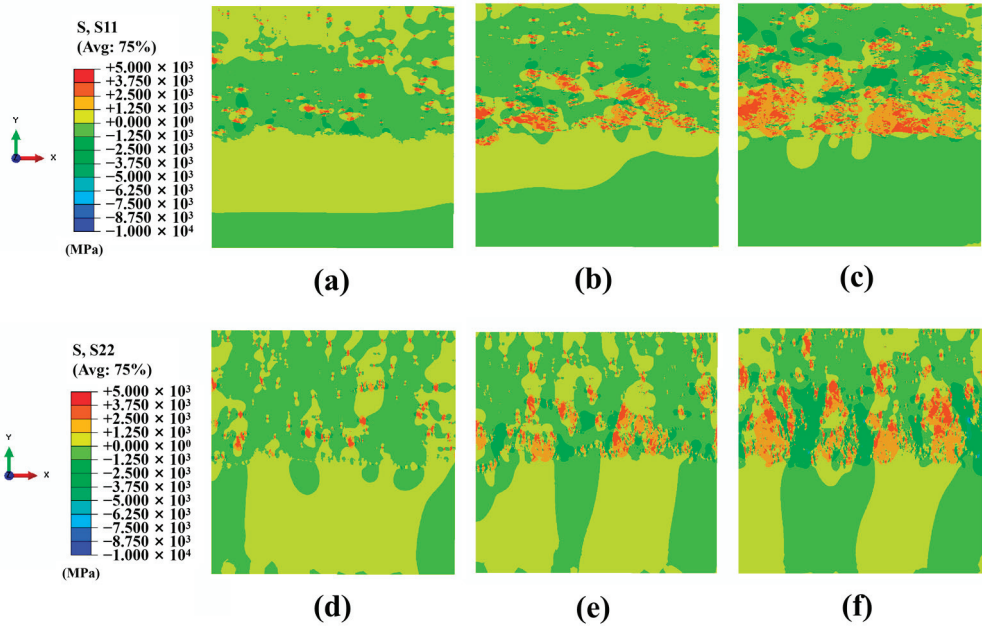 S, S11
(Avg: 75%)
+5.000 × 10³
+3.750 × 10³
+2.500 × 10³
+1.250 × 10³
+0.000 × 10⁰
−1.250 × 10³
−2.500 × 10³
−3.750 × 10³
−5.000 × 10³
−6.250 × 10³
−7.500 × 10³
−8.750 × 10³
−1.000 × 10⁴
(MPa)
Y
Z
X
(a)
(b)
(c)
S, S22
(Avg: 75%)
+5.000 × 10³
+3.750 × 10³
+2.500 × 10³
+1.250 × 10³
+0.000 × 10⁰
−1.250 × 10³
−2.500 × 10³
−3.750 × 10³
−5.000 × 10³
−6.250 × 10³
−7.500 × 10³
−8.750 × 10³
−1.000 × 10⁴
(MPa)
Y
Z
X
(d)
(e)
(f)